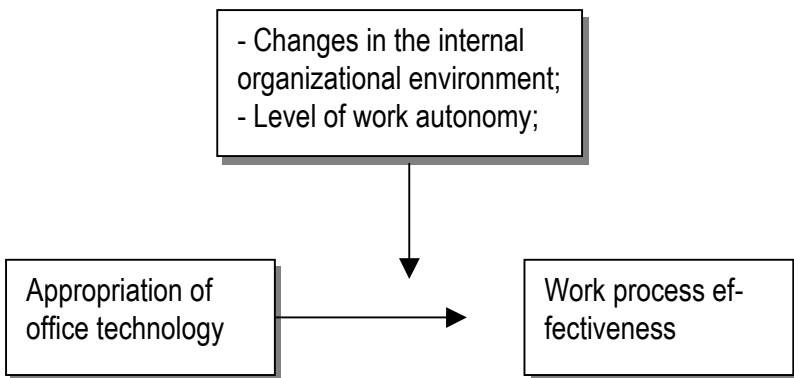 - Changes in the internal
organizational environment;
- Level of work autonomy;
Appropriation of
office technology
Work process ef-
fectiveness